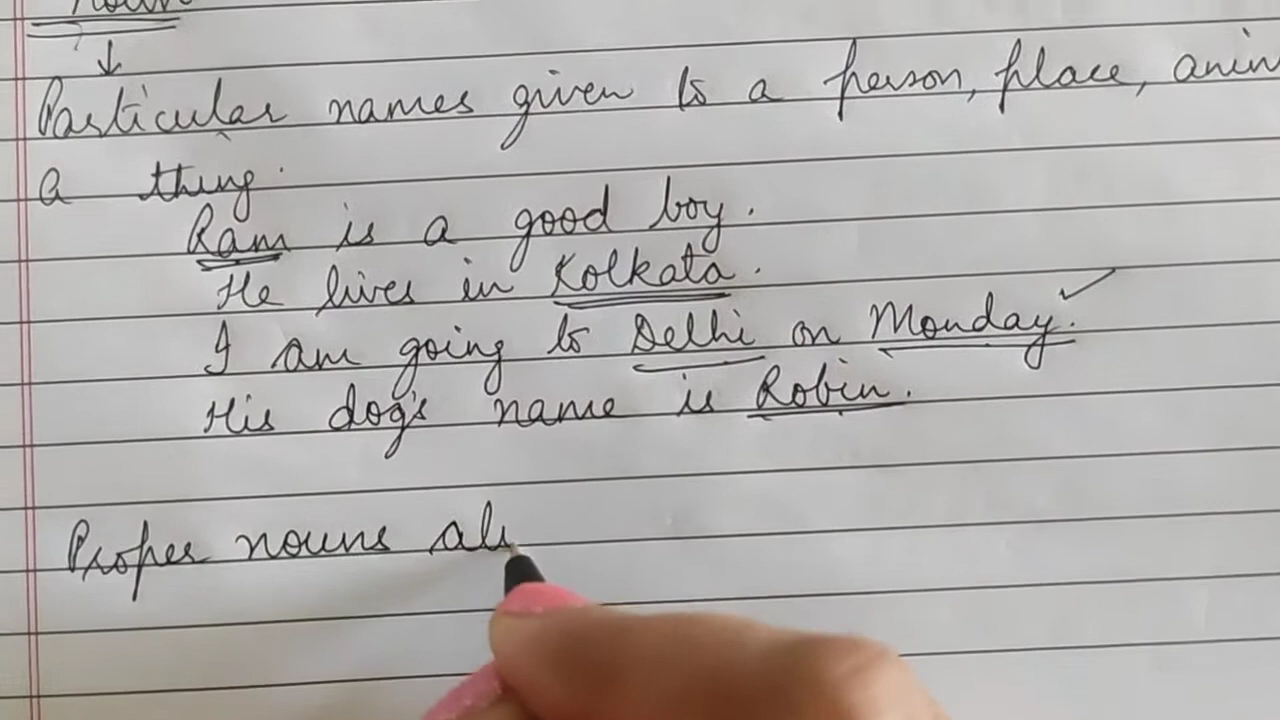 noun
Particular names given to a person, place, anim
a thing.
Ram is a good boy.
He lives in Kolkata.
I am going to Delhi on Monday.
His dog's name is Robin.
Proper nouns al